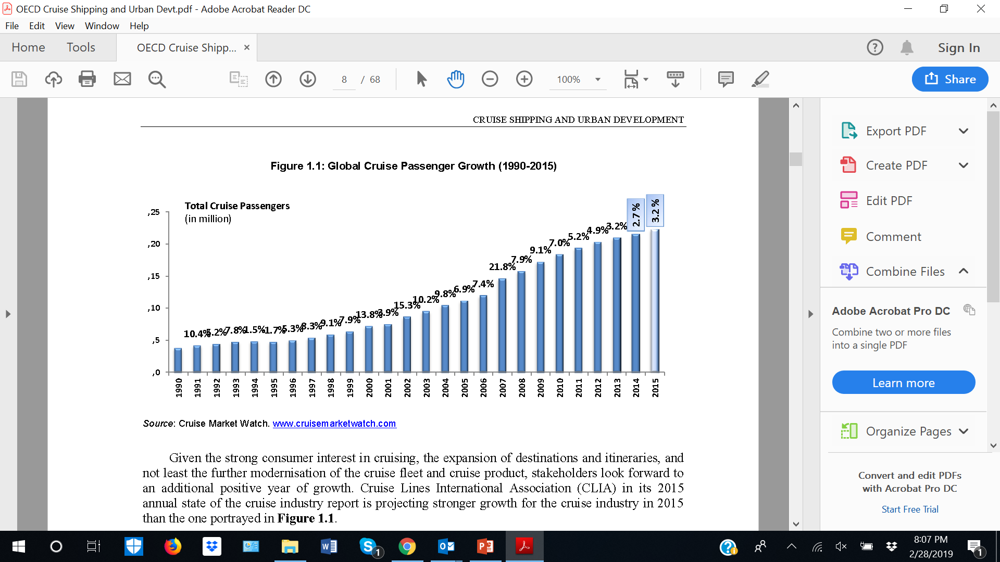 OECD Cruise Shipping and Urban Devt.pdf - Adobe Acrobat Reader DC
File Edit View Window Help
Home Tools OECD Cruise Shipp... × Sign In
8 / 68 100% Share
CRUISE SHIPPING AND URBAN DEVELOPMENT
Figure 1.1: Global Cruise Passenger Growth (1990-2015)
Total Cruise Passengers
(in million)
,25
,20
,15
,10
,5
,0
10.4% 5.2% 7.8% 1.5% -1.7% 5.3% 8.3% 9.1% 7.9% 13.8% 3.9% 15.3% 10.2% 9.8% 6.9% 7.4% 21.8% 7.9% 9.1% 7.0% 5.2% 4.9% 3.2% 2.7 % 3.2 %
1990 1991 1992 1993 1994 1995 1996 1997 1998 1999 2000 2001 2002 2003 2004 2005 2006 2007 2008 2009 2010 2011 2012 2013 2014 2015
Source: Cruise Market Watch. www.cruisemarketwatch.com
Given the strong consumer interest in cruising, the expansion of destinations and itineraries, and
not least the further modernisation of the cruise fleet and cruise product, stakeholders look forward to
an additional positive year of growth. Cruise Lines International Association (CLIA) in its 2015
annual state of the cruise industry report is projecting stronger growth for the cruise industry in 2015
than the one portrayed in Figure 1.1.
Export PDF
Create PDF
Edit PDF
Comment
Combine Files
Adobe Acrobat Pro DC
Combine two or more files
into a single PDF
Learn more
Organize Pages
Convert and edit PDFs
with Acrobat Pro DC
Start Free Trial
1
8:07 PM
2/28/2019
1